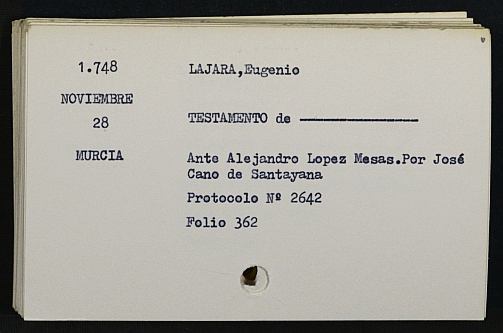 1.748
LAJARA,Eugenio
NOVIEMBRE
28
TESTAMENTO de
MURCIA
Ante Alejandro Lopez Mesas.Por José
Cano de Santayana
Protocolo Nº 2642
Folio 362